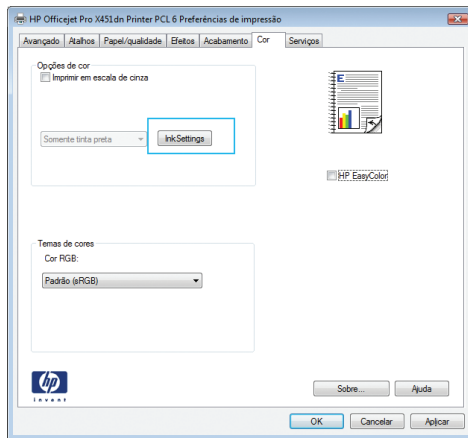 HP Officejet Pro X451dn Printer PCL 6 Preferências de impressão
Avançado Atalhos Papel/qualidade Efeitos Acabamento Cor Serviços
Opções de cor
Imprimir em escala de cinza
E
Somente tinta preta InkSettings
HP EasyColor
Temas de cores
Cor RGB:
Padrão (sRGB)
hp
invent
Sobre... Ajuda
OK Cancelar Aplicar